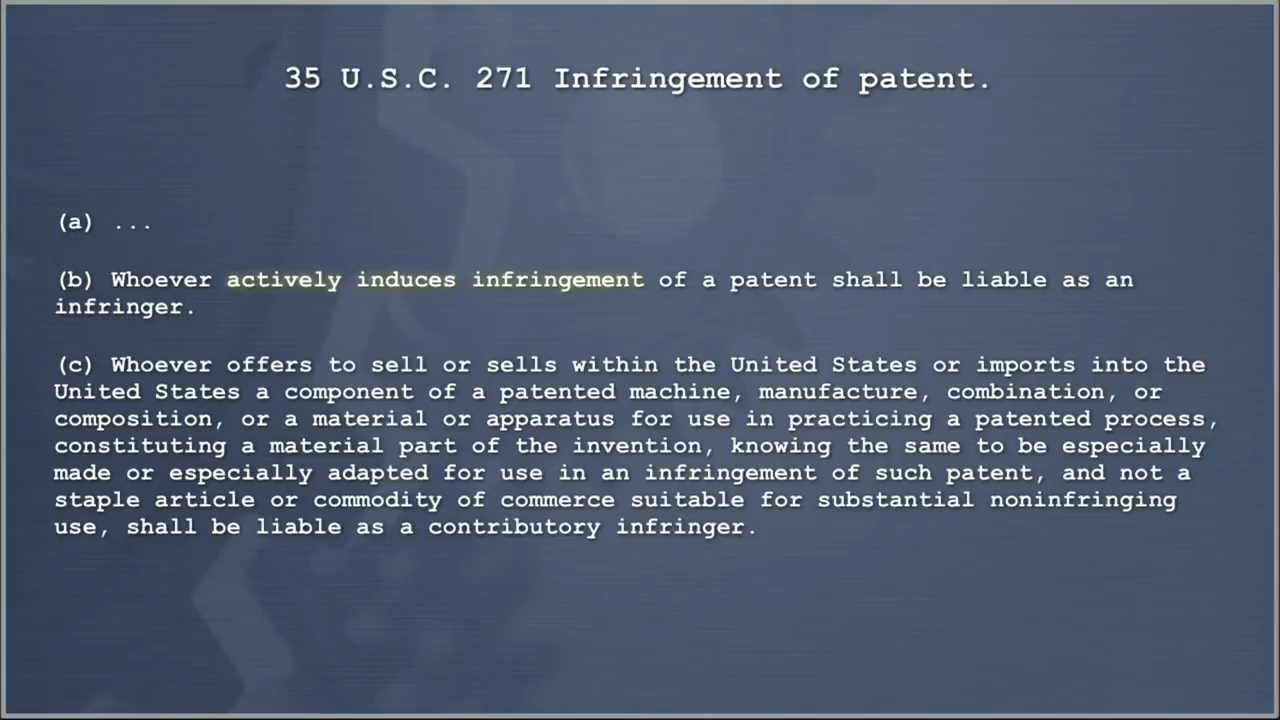 35 U.S.C. 271 Infringement of patent.
(a) ...
(b) Whoever actively induces infringement of a patent shall be liable as an
infringer.
(c) Whoever offers to sell or sells within the United States or imports into the
United States a component of a patented machine, manufacture, combination, or
composition, or a material or apparatus for use in practicing a patented process,
constituting a material part of the invention, knowing the same to be especially
made or especially adapted for use in an infringement of such patent, and not a
staple article or commodity of commerce suitable for substantial noninfringing
use, shall be liable as a contributory infringer.